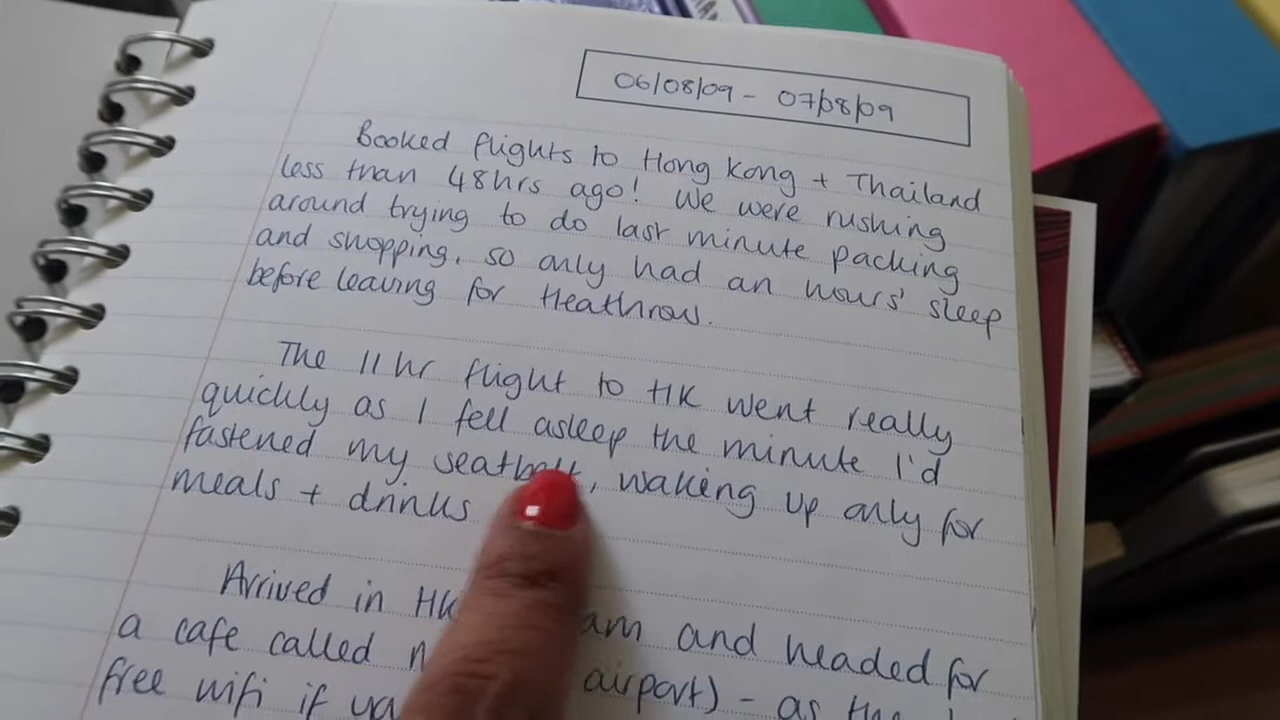 06/08/09 - 07/08/09
Booked flights to Hong Kong + Thailand
less than 48hrs ago! We were rushing
around trying to do last minute packing
and shopping, so only had an hours' sleep
before leaving for Heathrow.
The 11hr flight to HK went really
quickly as I fell asleep the minute I'd
fastened my seatbelt, waking up only for
meals + drinks
Arrived in HK am and headed for
a cafe called airport) - as
free wifi if